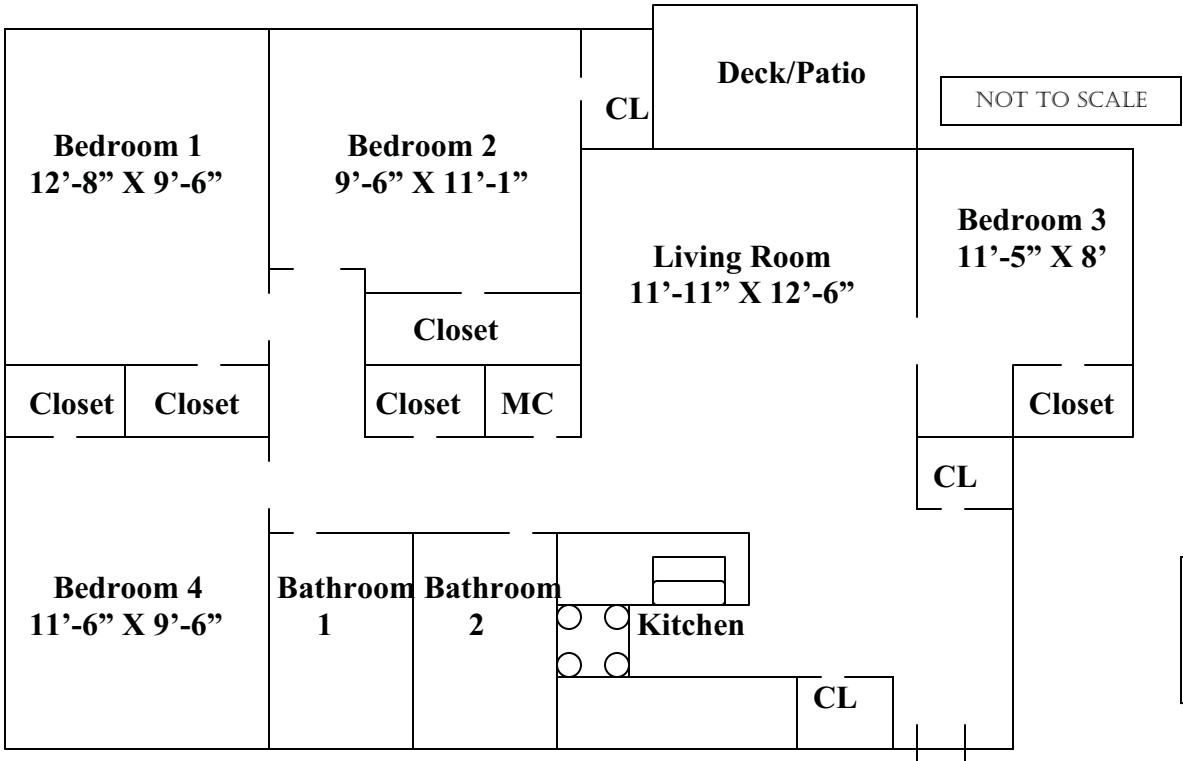 Deck/Patio
NOT TO SCALE
CL
Bedroom 1
12’-8” X 9’-6”
Bedroom 2
9’-6” X 11’-1”
Bedroom 3
11’-5” X 8’
Living Room
11’-11” X 12’-6”
Closet
Closet
Closet
Closet
MC
Closet
CL
Bedroom 4
11’-6” X 9’-6”
Bathroom
1
Bathroom
2
Kitchen
CL